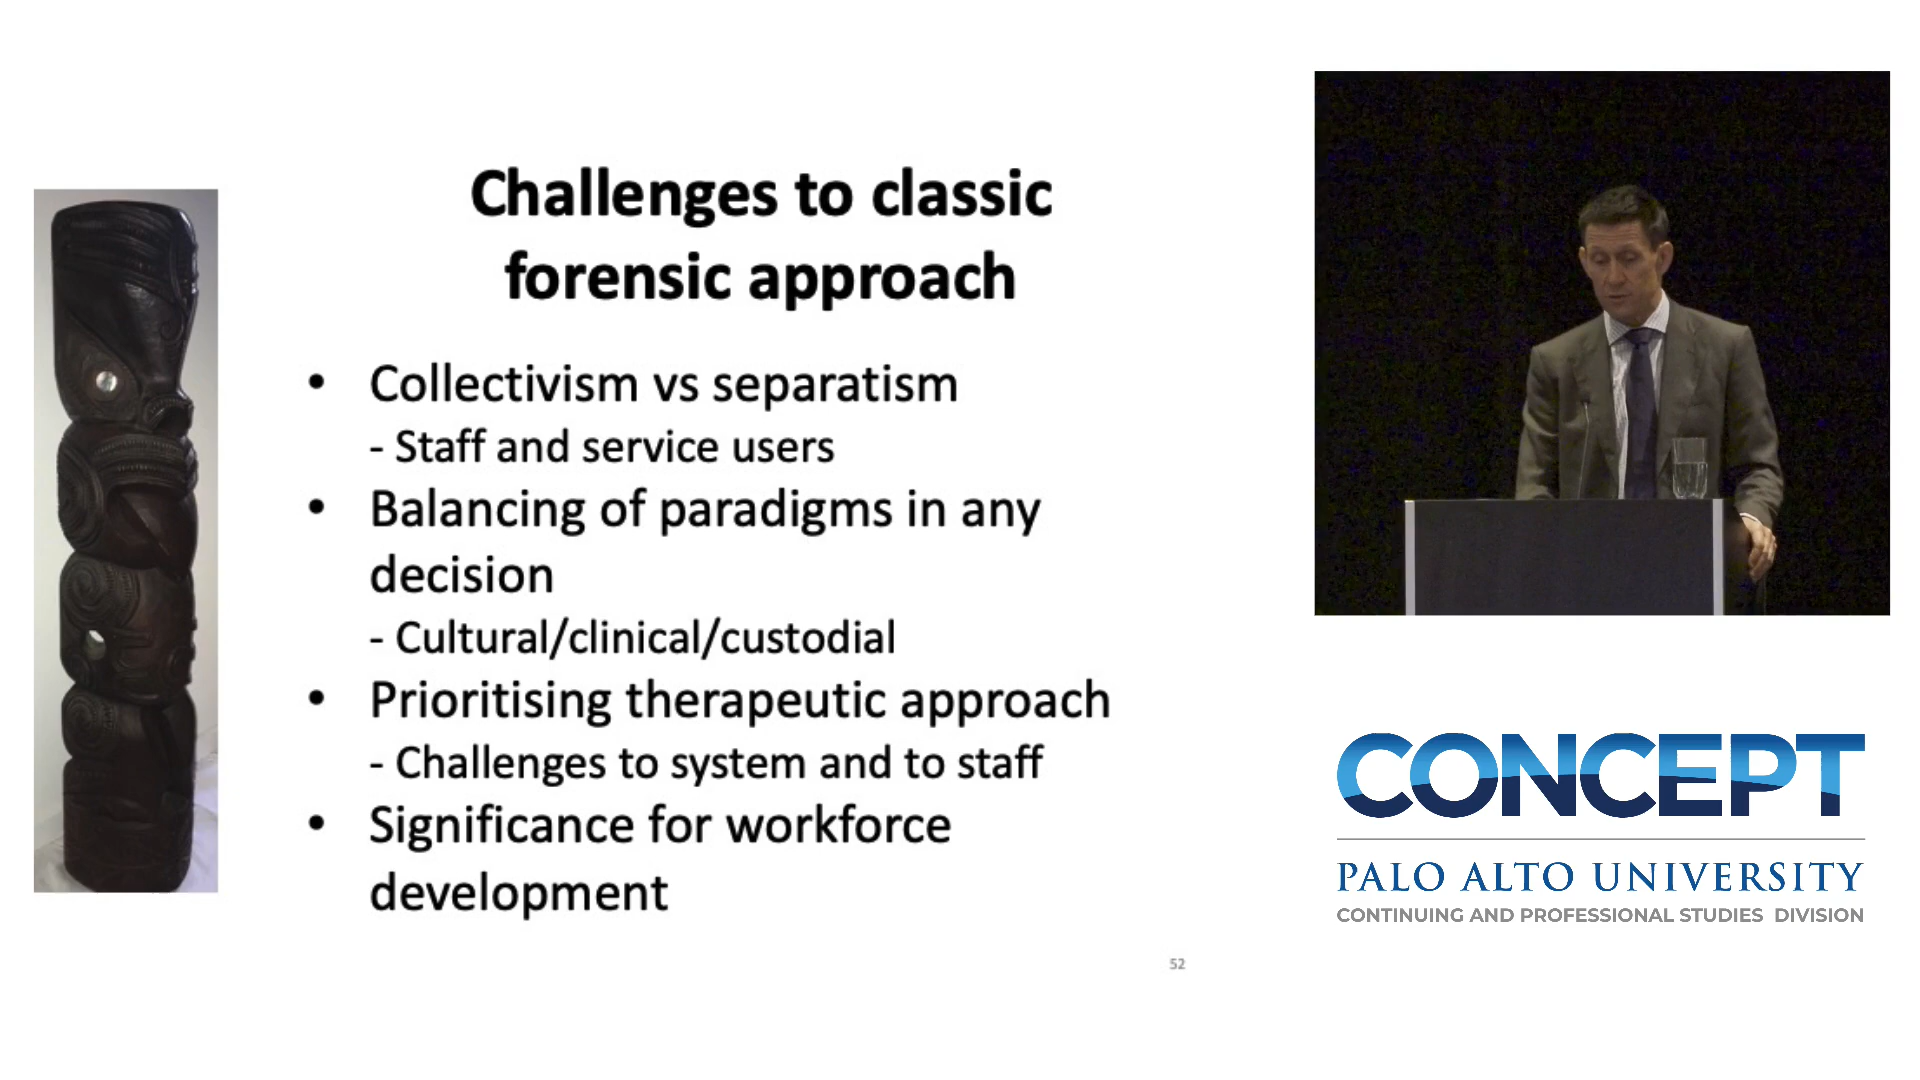 Challenges to classic
forensic approach
• Collectivism vs separatism
- Staff and service users
• Balancing of paradigms in any
decision
- Cultural/clinical/custodial
• Prioritising therapeutic approach
- Challenges to system and to staff
• Significance for workforce
development
52
CONCEPT
PALO ALTO UNIVERSITY
CONTINUING AND PROFESSIONAL STUDIES DIVISION